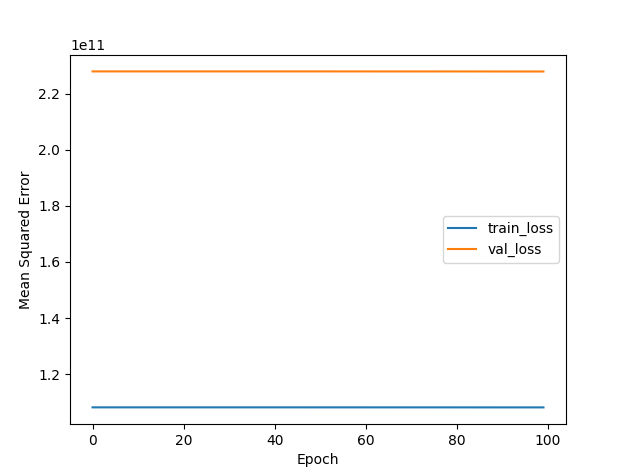 1e11
2.2
2.0
1.8
1.6
1.4
1.2
Mean Squared Error
train_loss
val_loss
0 20 40 60 80 100
Epoch